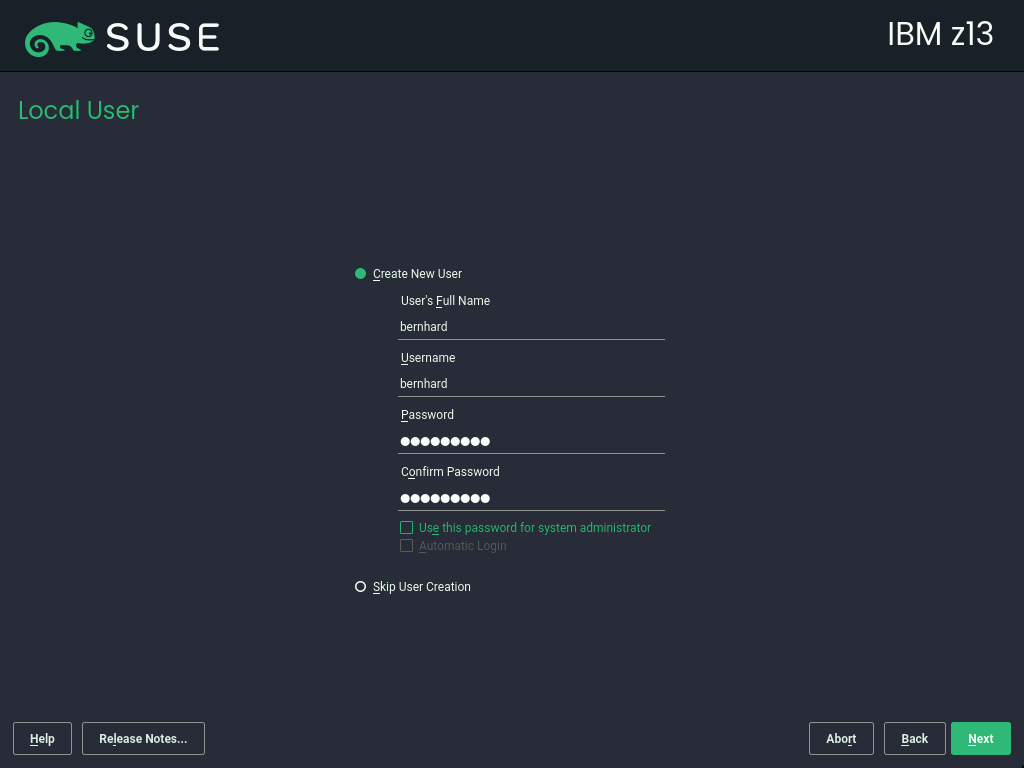 SUSE
IBM z13
Local User
Create New User
User's Full Name
bernhard
Username
bernhard
Password
●●●●●●●●●
Confirm Password
●●●●●●●●●
Use this password for system administrator
Automatic Login
Skip User Creation
Help
Release Notes...
Abort
Back
Next